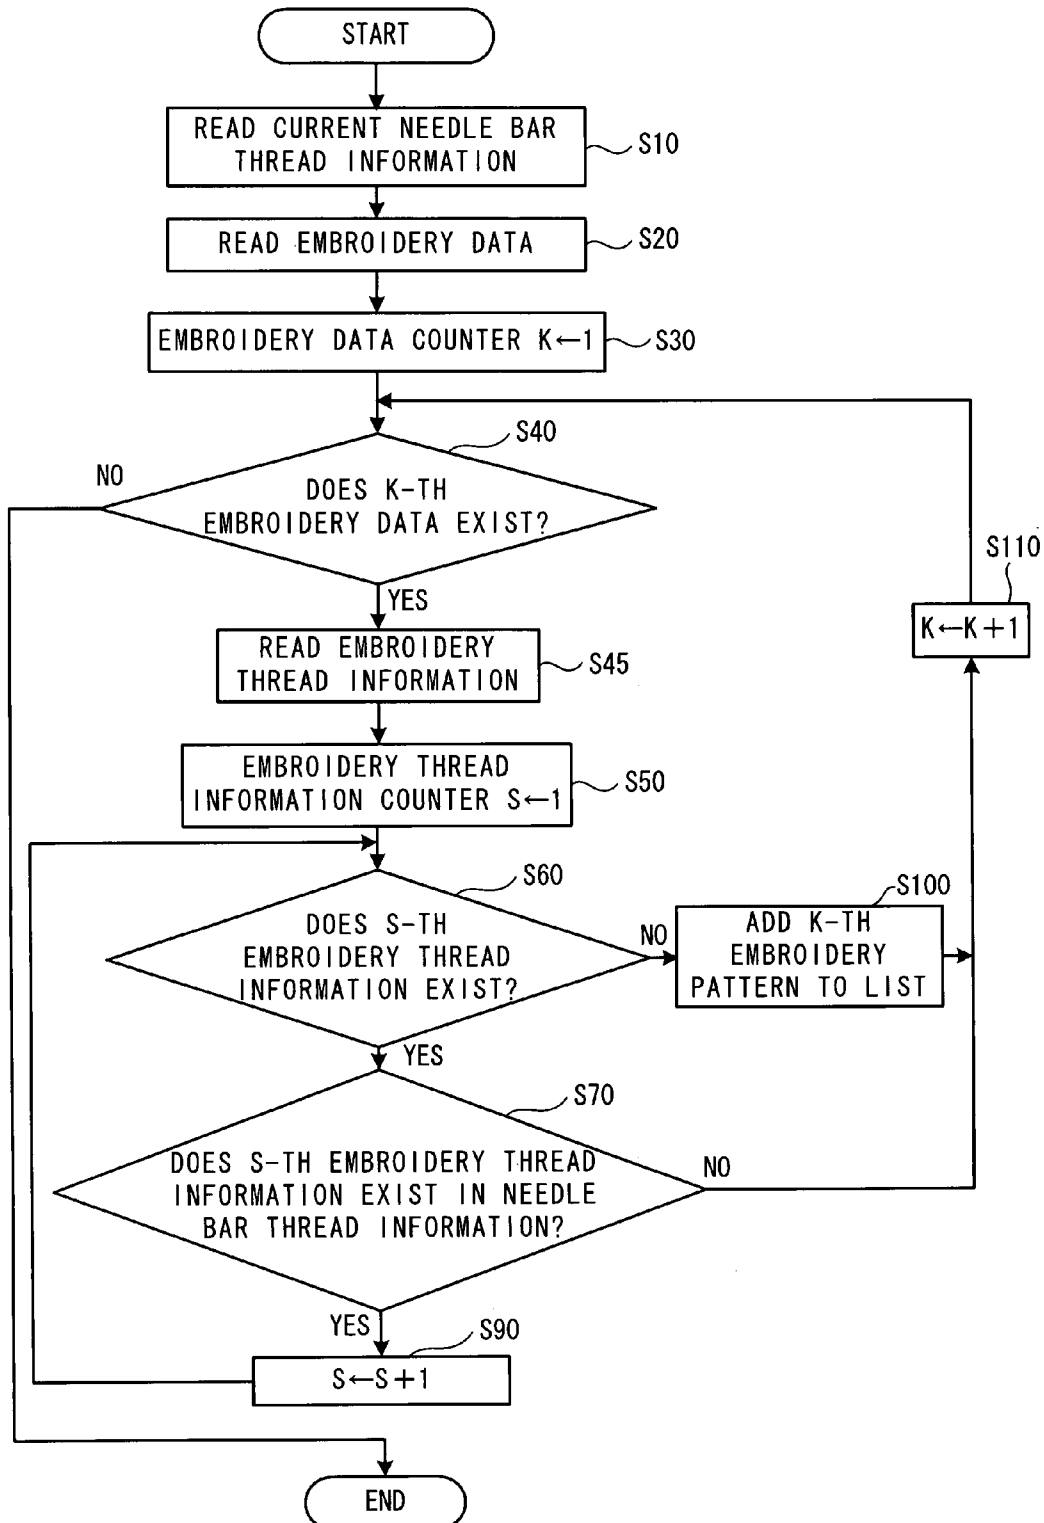 START
READ CURRENT NEEDLE BAR
THREAD INFORMATION
S10
READ EMBROIDERY DATA
S20
EMBROIDERY DATA COUNTER K←1
S30
S40
NO
DOES K-TH
EMBROIDERY DATA EXIST?
YES
S110
K←K+1
READ EMBROIDERY
THREAD INFORMATION
S45
EMBROIDERY THREAD
INFORMATION COUNTER S←1
S50
S60
DOES S-TH
EMBROIDERY THREAD
INFORMATION EXIST?
NO
S100
ADD K-TH
EMBROIDERY
PATTERN TO LIST
YES
S70
DOES S-TH EMBROIDERY THREAD
INFORMATION EXIST IN NEEDLE
BAR THREAD INFORMATION?
NO
YES
S90
S←S+1
END